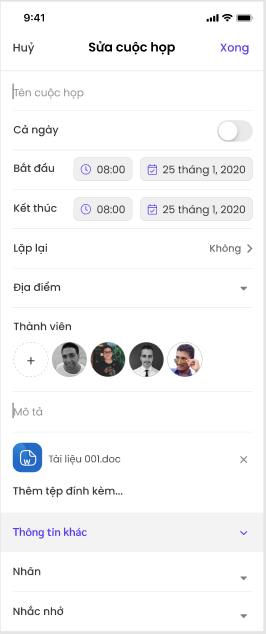 9:41
Huỷ Sửa cuộc họp Xong
Tên cuộc họp
Cả ngày
Bắt đầu 08:00 25 tháng 1, 2020
Kết thúc 08:00 25 tháng 1, 2020
Lặp lại Không
Địa điểm
Thành viên
+
Mô tả
W Tài liệu 001.doc
Thêm tệp đính kèm...
Thông tin khác
Nhãn
Nhắc nhở